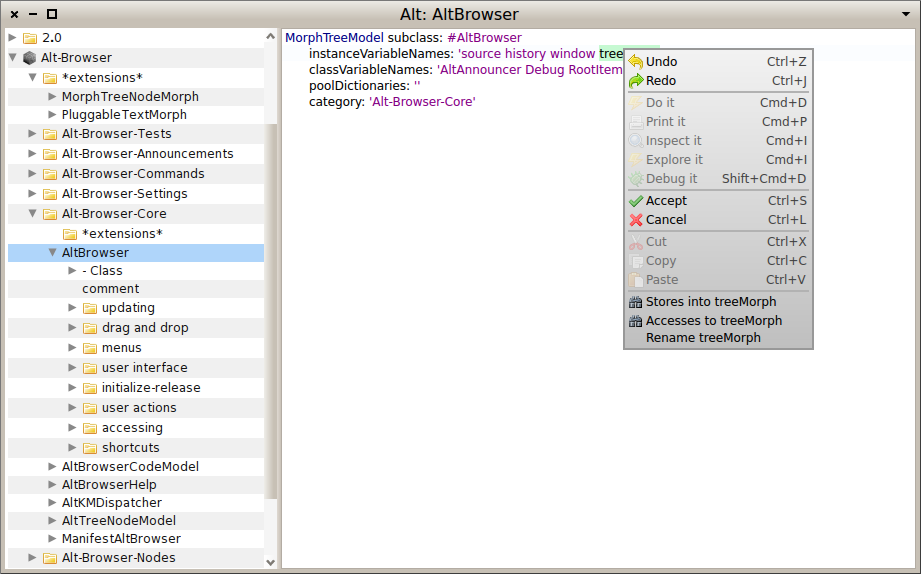 Alt: AltBrowser
2.0
Alt-Browser
*extensions*
MorphTreeNodeMorph
PluggableTextMorph
Alt-Browser-Tests
Alt-Browser-Announcements
Alt-Browser-Commands
Alt-Browser-Settings
Alt-Browser-Core
*extensions*
AltBrowser
- Class
comment
updating
drag and drop
menus
user interface
initialize-release
user actions
accessing
shortcuts
AltBrowserCodeModel
AltBrowserHelp
AltKMDispatcher
AltTreeNodeModel
ManifestAltBrowser
Alt-Browser-Nodes
MorphTreeModel subclass: #AltBrowser
instanceVariableNames: 'source history window tree
classVariableNames: 'AltAnnouncer Debug RootItem
poolDictionaries: ''
category: 'Alt-Browser-Core'
Undo Ctrl+Z
Redo Ctrl+J
Do it Cmd+D
Print it Cmd+P
Inspect it Cmd+I
Explore it Cmd+I
Debug it Shift+Cmd+D
Accept Ctrl+S
Cancel Ctrl+L
Cut Ctrl+X
Copy Ctrl+C
Paste Ctrl+V
Stores into treeMorph
Accesses to treeMorph
Rename treeMorph